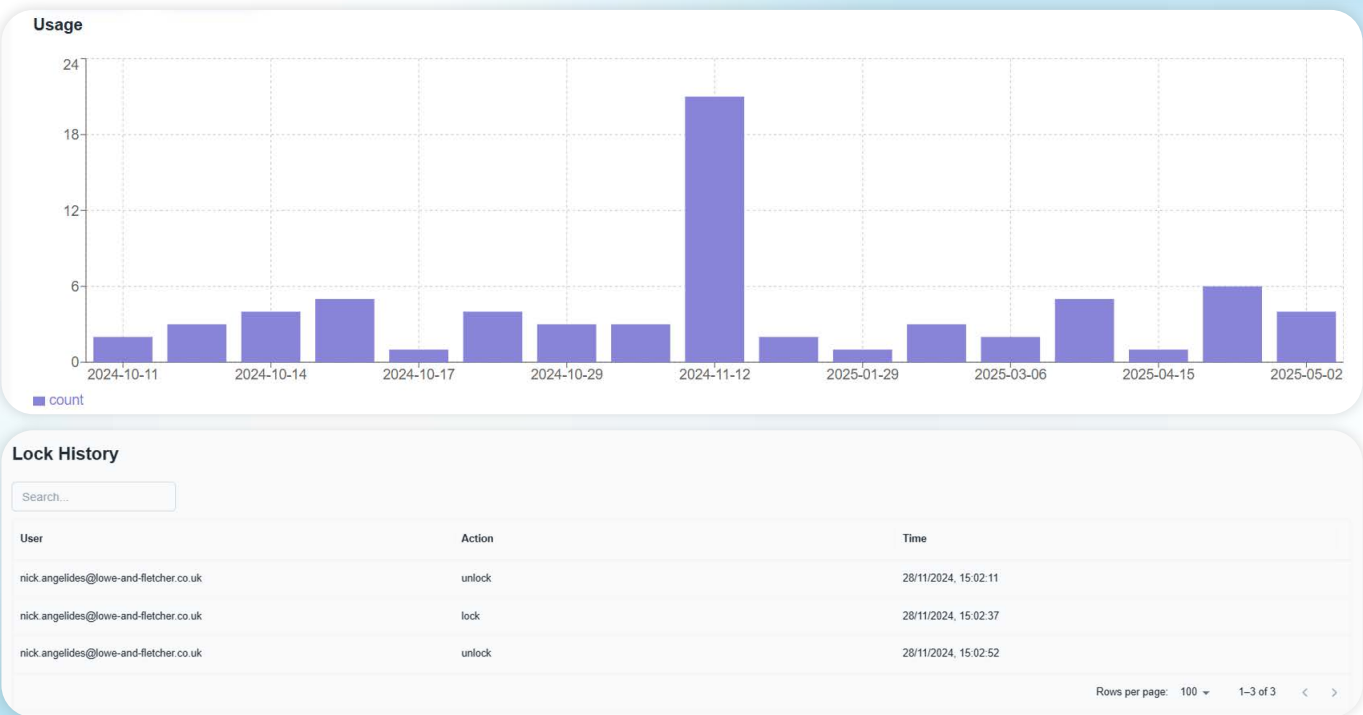 Usage
24
18
12
6
0
2024-10-11 2024-10-14 2024-10-17 2024-10-29 2024-11-12 2025-01-29 2025-03-06 2025-04-15 2025-05-02
count
Lock History
Search...
User Action Time
nick.angelides@lowe-and-fletcher.co.uk unlock 28/11/2024, 15:02:11
nick.angelides@lowe-and-fletcher.co.uk lock 28/11/2024, 15:02:37
nick.angelides@lowe-and-fletcher.co.uk unlock 28/11/2024, 15:02:52
Rows per page: 100 1–3 of 3